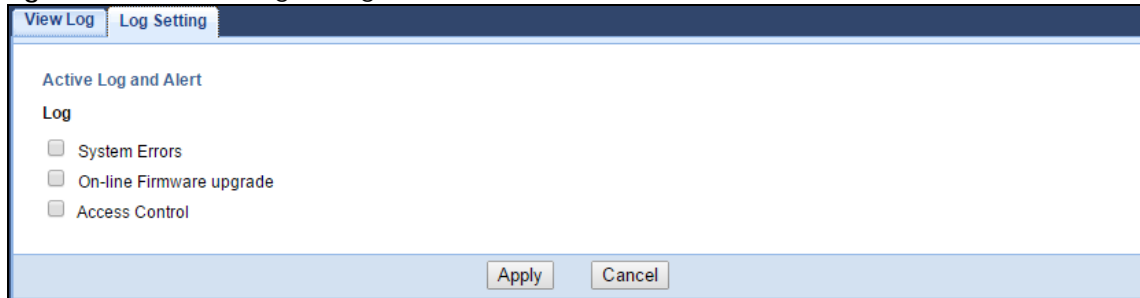 View Log Log Setting
Active Log and Alert
Log
System Errors
On-line Firmware upgrade
Access Control
Apply Cancel